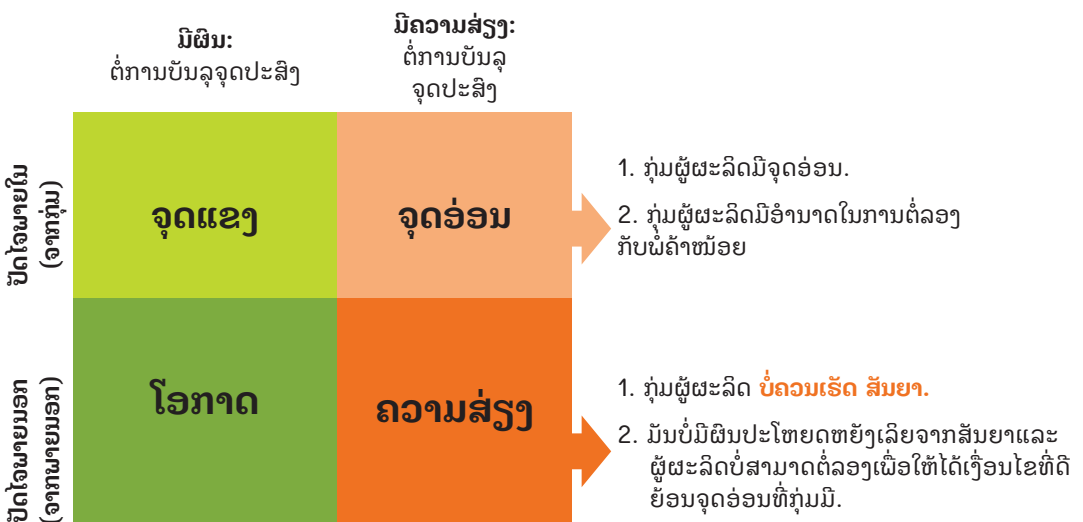 ມີຜົນ:
ຕໍ່ການບັນລຸຈຸດປະສົງ
ມີຄວາມສ່ຽງ:
ຕໍ່ການບັນລຸ
ຈຸດປະສົງ
ປັດໄຈພາຍໃນ
(ຈາກກຸ່ມ)
ຈຸດແຂງ
ຈຸດອ່ອນ
1. ກຸ່ມຜູ້ຜະລິດມີຈຸດອ່ອນ.
2. ກຸ່ມຜູ້ຜະລິດມີອຳນາດໃນການຕໍ່ລອງ
ກັບພໍ່ຄ້າໜ້ອຍ
ປັດໄຈພາຍນອກ
(ຈາກພາຍນອກ)
ໂອກາດ
ຄວາມສ່ຽງ
1. ກຸ່ມຜູ້ຜະລິດ ບໍ່ຄວນເຮັດ ສັນຍາ.
2. ມັນບໍ່ມີຜົນປະໂຫຍດຫຍັງເລີຍຈາກສັນຍາແລະ
ຜູ້ຜະລິດບໍ່ສາມາດຕໍ່ລອງເພື່ອໃຫ້ໄດ້ເງື່ອນໄຂທີ່ດີ
ຍ້ອນຈຸດອ່ອນທີ່ກຸ່ມມີ.